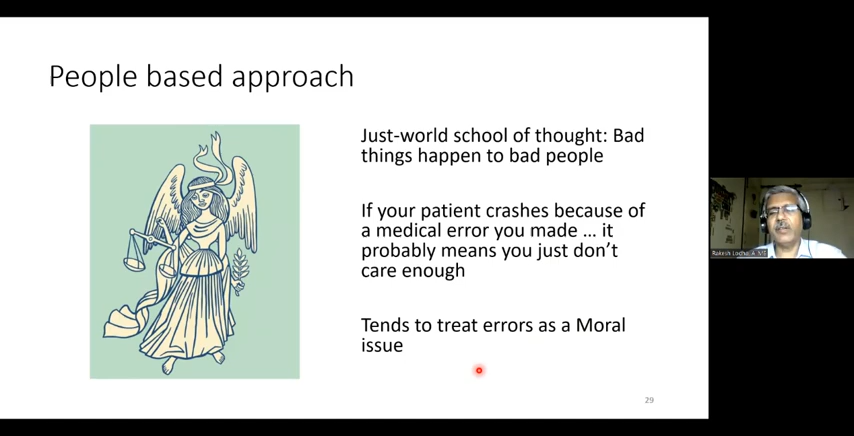 People based approach
Just-world school of thought: Bad
things happen to bad people
If your patient crashes because of
a medical error you made ... it
probably means you just don't
care enough
Tends to treat errors as a Moral
issue
29
Rakesh